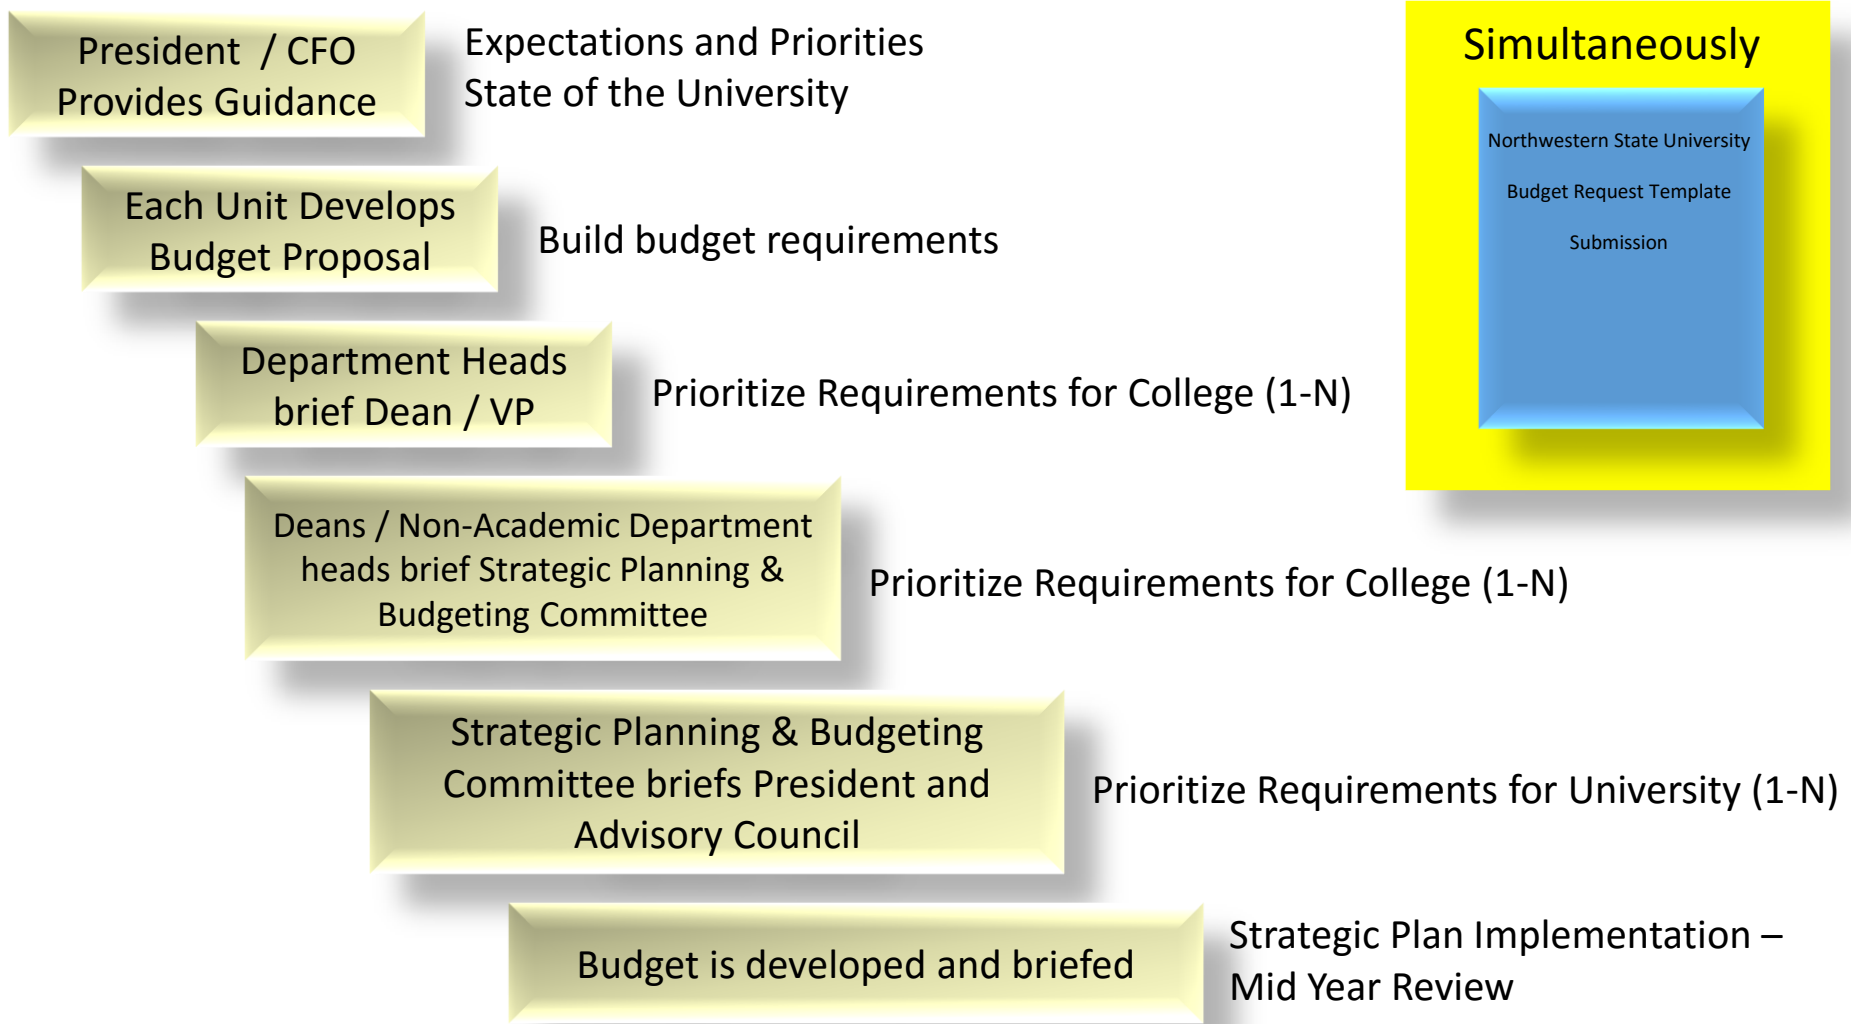 President / CFO
Provides Guidance
Expectations and Priorities
State of the University
Each Unit Develops
Budget Proposal
Build budget requirements
Department Heads
brief Dean / VP
Prioritize Requirements for College (1-N)
Deans / Non-Academic Department
heads brief Strategic Planning &
Budgeting Committee
Prioritize Requirements for College (1-N)
Strategic Planning & Budgeting
Committee briefs President and
Advisory Council
Prioritize Requirements for University (1-N)
Budget is developed and briefed
Strategic Plan Implementation –
Mid Year Review
Simultaneously
Northwestern State University
Budget Request Template
Submission